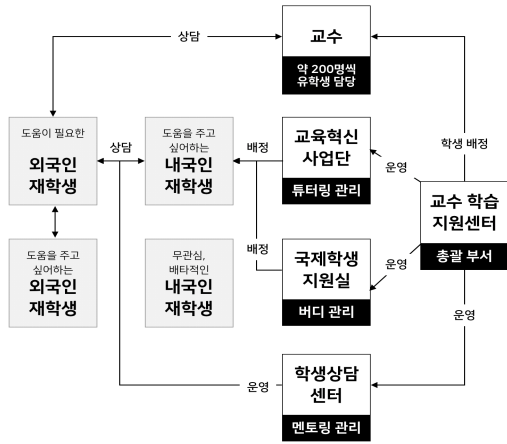 상담
교수
약 200명씩
유학생 담당
도움이 필요한
외국인
재학생
상담
도움을 주고
싶어하는
내국인
재학생
배정
교육혁신
사업단
튜터링 관리
운영
학생 배정
교수 학습
지원센터
총괄 부서
도움을 주고
싶어하는
외국인
재학생
무관심,
배타적인
내국인
재학생
배정
국제학생
지원실
버디 관리
운영
운영
운영
학생상담
센터
멘토링 관리